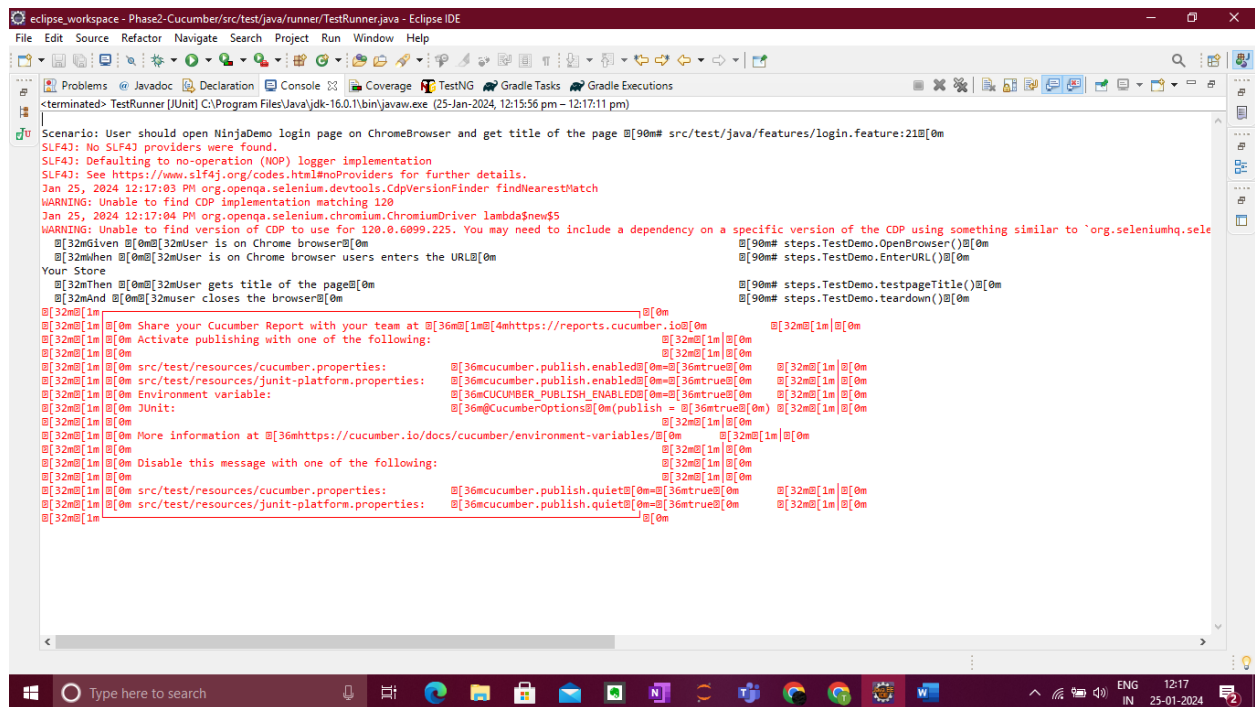 eclipse_workspace - Phase2-Cucumber/src/test/java/runner/TestRunner.java - Eclipse IDE
File Edit Source Refactor Navigate Search Project Run Window Help
Problems @ Javadoc Declaration Console Coverage TestNG Gradle Tasks Gradle Executions
<terminated> TestRunner [JUnit] C:\Program Files\Java\jdk-16.0.1\bin\javaw.exe (25-Jan-2024, 12:15:56 pm – 12:17:11 pm)
Scenario: User should open NinjaDemo login page on ChromeBrowser and get title of the page [90m# src/test/java/features/login.feature:21[0m
SLF4J: No SLF4J providers were found.
SLF4J: Defaulting to no-operation (NOP) logger implementation
SLF4J: See https://www.slf4j.org/codes.html#noProviders for further details.
Jan 25, 2024 12:17:03 PM org.openqa.selenium.devtools.CdpVersionFinder findNearestMatch
WARNING: Unable to find CDP implementation matching 120
Jan 25, 2024 12:17:04 PM org.openqa.selenium.chromium.ChromiumDriver lambda$new$5
WARNING: Unable to find version of CDP to use for 120.0.6099.225. You may need to include a dependency on a specific version of the CDP using something similar to `org.seleniumhq.sele
[32mGiven [0m[32mUser is on Chrome browser[0m [90m# steps.TestDemo.OpenBrowser()[0m
[32mWhen [0m[32mUser is on Chrome browser users enters the URL[0m [90m# steps.TestDemo.EnterURL()[0m
Your Store
[32mThen [0m[32mUser gets title of the page[0m [90m# steps.TestDemo.testpageTitle()[0m
[32mAnd [0m[32muser closes the browser[0m [90m# steps.TestDemo.teardown()[0m
[32m[1m [0m
[32m[1m [0m Share your Cucumber Report with your team at [36m[1m[4mhttps://reports.cucumber.io[0m [32m[1m [0m
[32m[1m [0m Activate publishing with one of the following: [32m[1m [0m
[32m[1m [0m [32m[1m [0m
[32m[1m [0m src/test/resources/cucumber.properties: [36mcucumber.publish.enabled[0m=[36mtrue[0m [32m[1m [0m
[32m[1m [0m src/test/resources/junit-platform.properties: [36mcucumber.publish.enabled[0m=[36mtrue[0m [32m[1m [0m
[32m[1m [0m Environment variable: [36mCUCUMBER_PUBLISH_ENABLED[0m=[36mtrue[0m [32m[1m [0m
[32m[1m [0m JUnit: [36m@CucumberOptions[0m(publish = [36mtrue[0m) [32m[1m [0m
[32m[1m [0m [32m[1m [0m
[32m[1m [0m More information at [36mhttps://cucumber.io/docs/cucumber/environment-variables/[0m [32m[1m [0m
[32m[1m [0m [32m[1m [0m
[32m[1m [0m Disable this message with one of the following: [32m[1m [0m
[32m[1m [0m [32m[1m [0m
[32m[1m [0m src/test/resources/cucumber.properties: [36mcucumber.publish.quiet[0m=[36mtrue[0m [32m[1m [0m
[32m[1m [0m src/test/resources/junit-platform.properties: [36mcucumber.publish.quiet[0m=[36mtrue[0m [32m[1m [0m
[32m[1m [0m
Type here to search
ENG
IN
12:17
25-01-2024
2